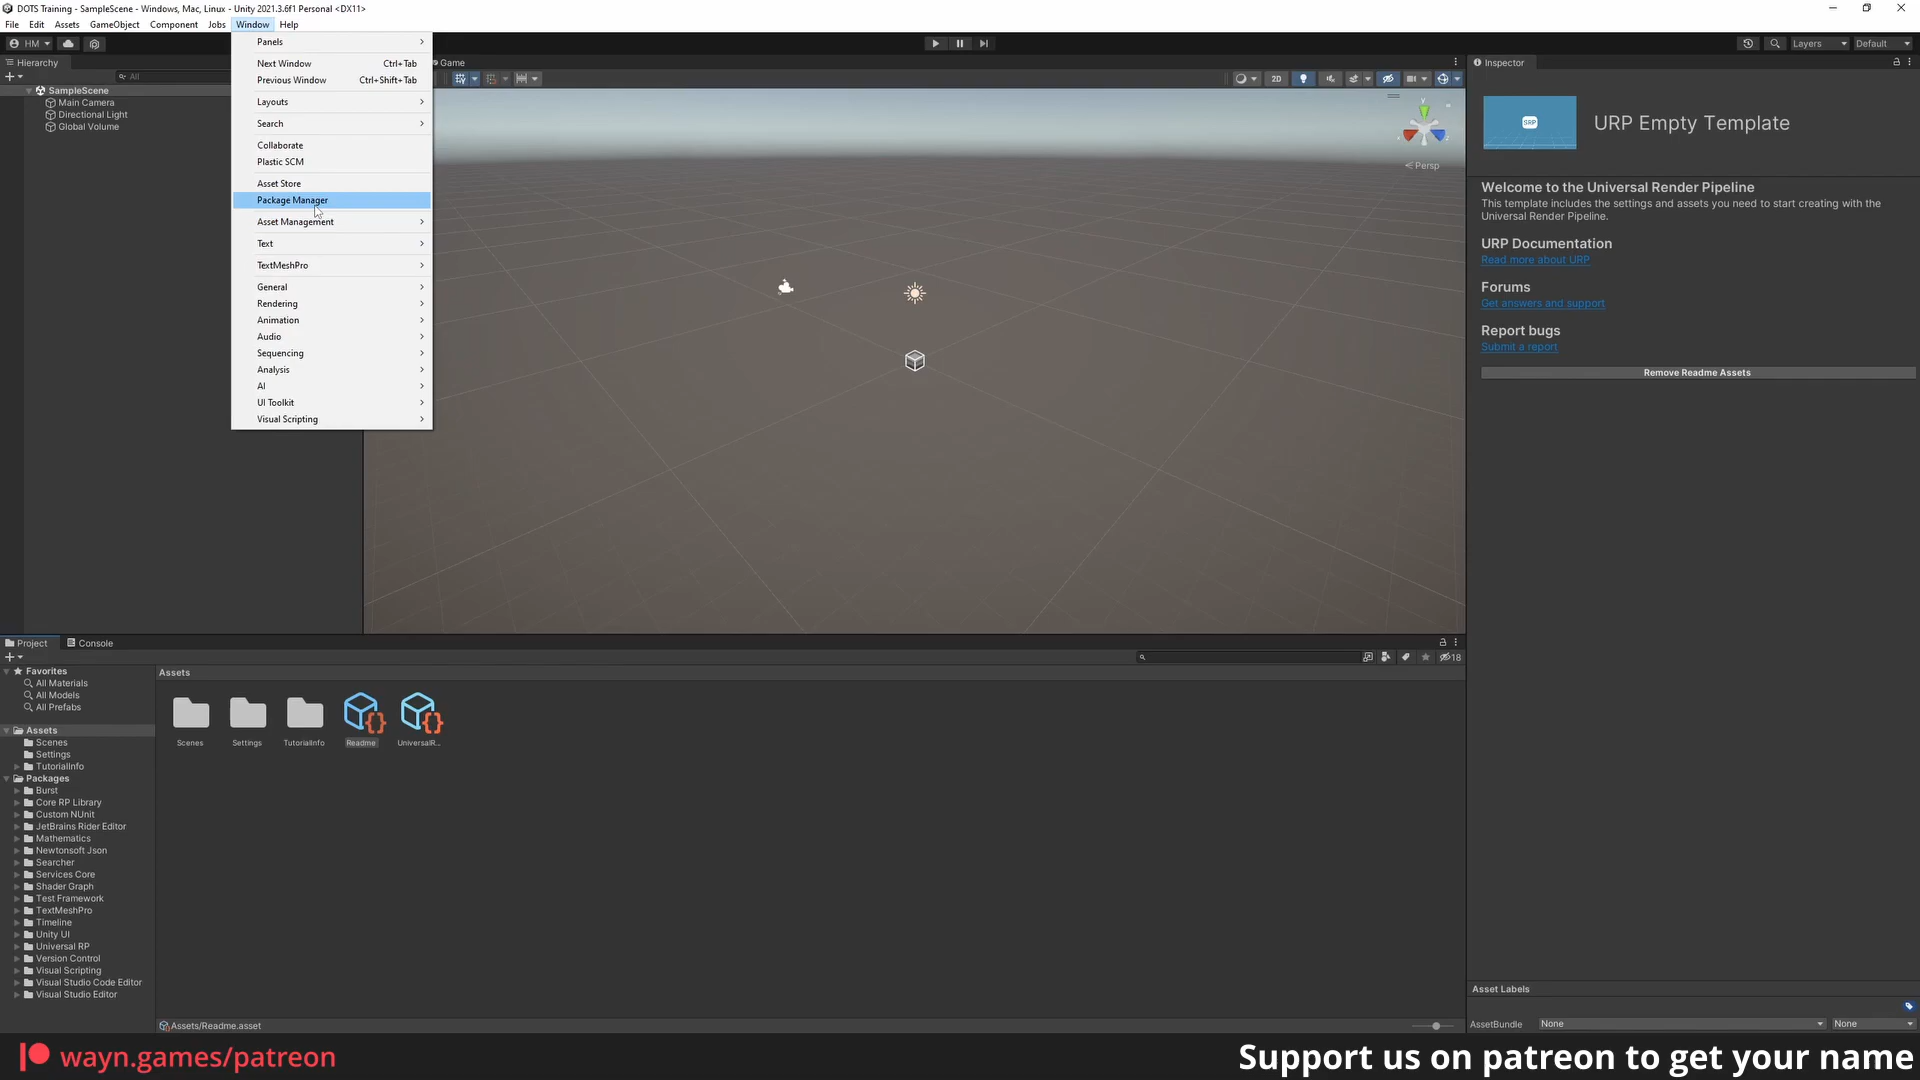 DOTS Training - SampleScene - Windows, Mac, Linux - Unity 2021.3.6f1 Personal <DX11>
File Edit Assets GameObject Component Jobs Window Help
HM
Layers
Default
Hierarchy
All
SampleScene
Main Camera
Directional Light
Global Volume
Panels
Next Window Ctrl+Tab
Previous Window Ctrl+Shift+Tab
Layouts
Search
Collaborate
Plastic SCM
Asset Store
Package Manager
Asset Management
Text
TextMeshPro
General
Rendering
Animation
Audio
Sequencing
Analysis
AI
UI Toolkit
Visual Scripting
Game
2D
y
Persp
Inspector
SRP
URP Empty Template
Welcome to the Universal Render Pipeline
This template includes the settings and assets you need to start creating with the
Universal Render Pipeline.
URP Documentation
Read more about URP
Forums
Get answers and support
Report bugs
Submit a report
Remove Readme Assets
Asset Labels
AssetBundle None None
Project Console
18
Favorites
All Materials
All Models
All Prefabs
Assets
Scenes
Settings
TutorialInfo
Packages
Burst
Core RP Library
Custom NUnit
JetBrains Rider Editor
Mathematics
Newtonsoft Json
Searcher
Services Core
Shader Graph
Test Framework
TextMeshPro
Timeline
Unity UI
Universal RP
Version Control
Visual Scripting
Visual Studio Code Editor
Visual Studio Editor
Assets
Scenes Settings TutorialInfo Readme UniversalR...
Assets/Readme.asset
wayn.games/patreon
Support us on patreon to get your name